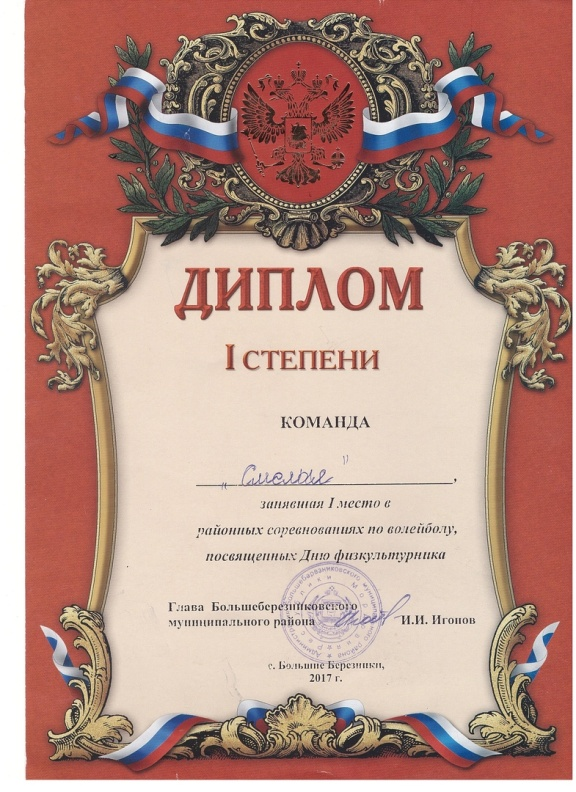 ДИПЛОМ
I СТЕПЕНИ
КОМАНДА
„ Смелая ”,
занявшая I место в
районных соревнованиях по волейболу,
посвященных Дню физкультурника
Глава Большеберезниковского
муниципального района И.И. Игонов
с. Большие Березники,
2017 г.